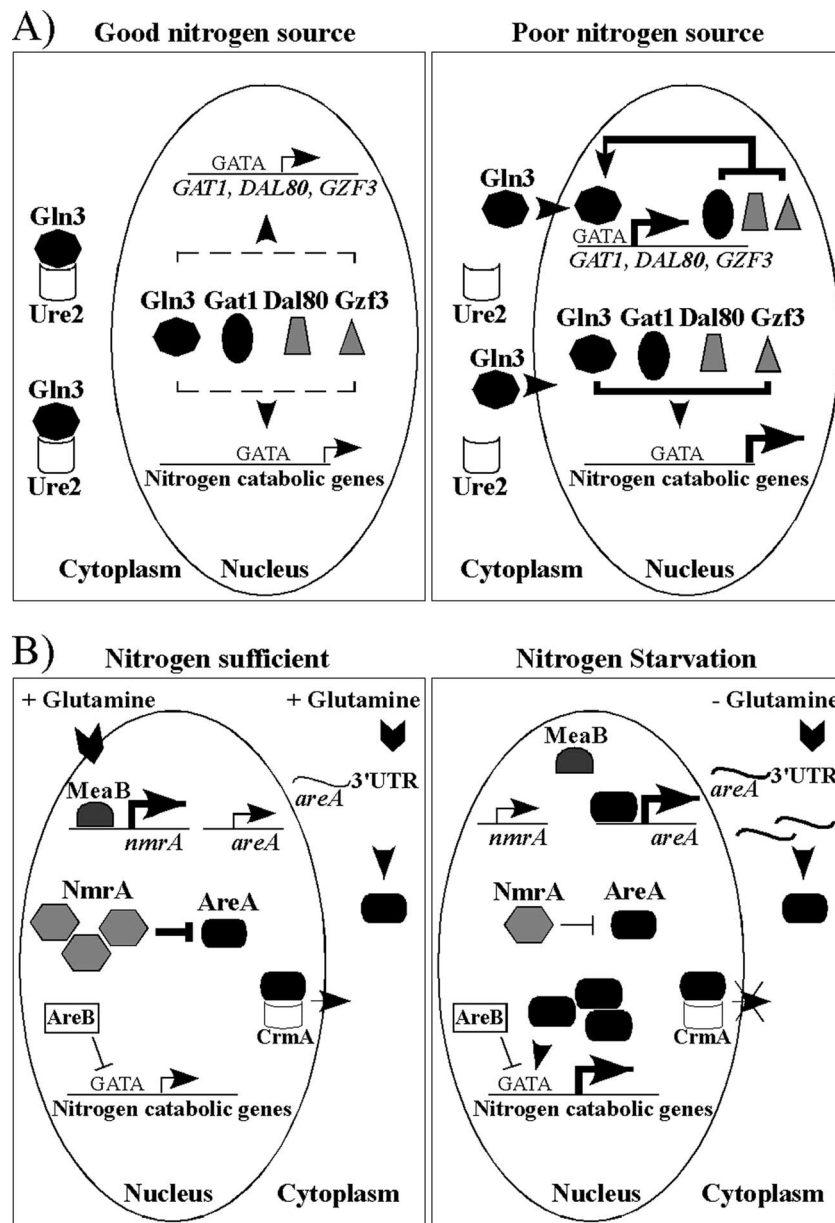 A)
Good nitrogen source
GATA
GAT1, DAL80, GZF3
Gln3
Ure2
Gln3 Gat1 Dal80 Gzf3
Gln3
Ure2
GATA
Nitrogen catabolic genes
Cytoplasm Nucleus
Poor nitrogen source
Gln3
GATA
GAT1, DAL80, GZF3
Ure2
Gln3 Gat1 Dal80 Gzf3
Gln3
GATA
Ure2
Nitrogen catabolic genes
Cytoplasm Nucleus
B)
Nitrogen sufficient
+ Glutamine + Glutamine
MeaB
3'UTR
areA
nmrA areA
NmrA AreA
AreB
CrmA
GATA
Nitrogen catabolic genes
Nucleus Cytoplasm
Nitrogen Starvation
- Glutamine
MeaB
3'UTR
areA
nmrA areA
NmrA AreA
AreB
CrmA
GATA
Nitrogen catabolic genes
Nucleus Cytoplasm